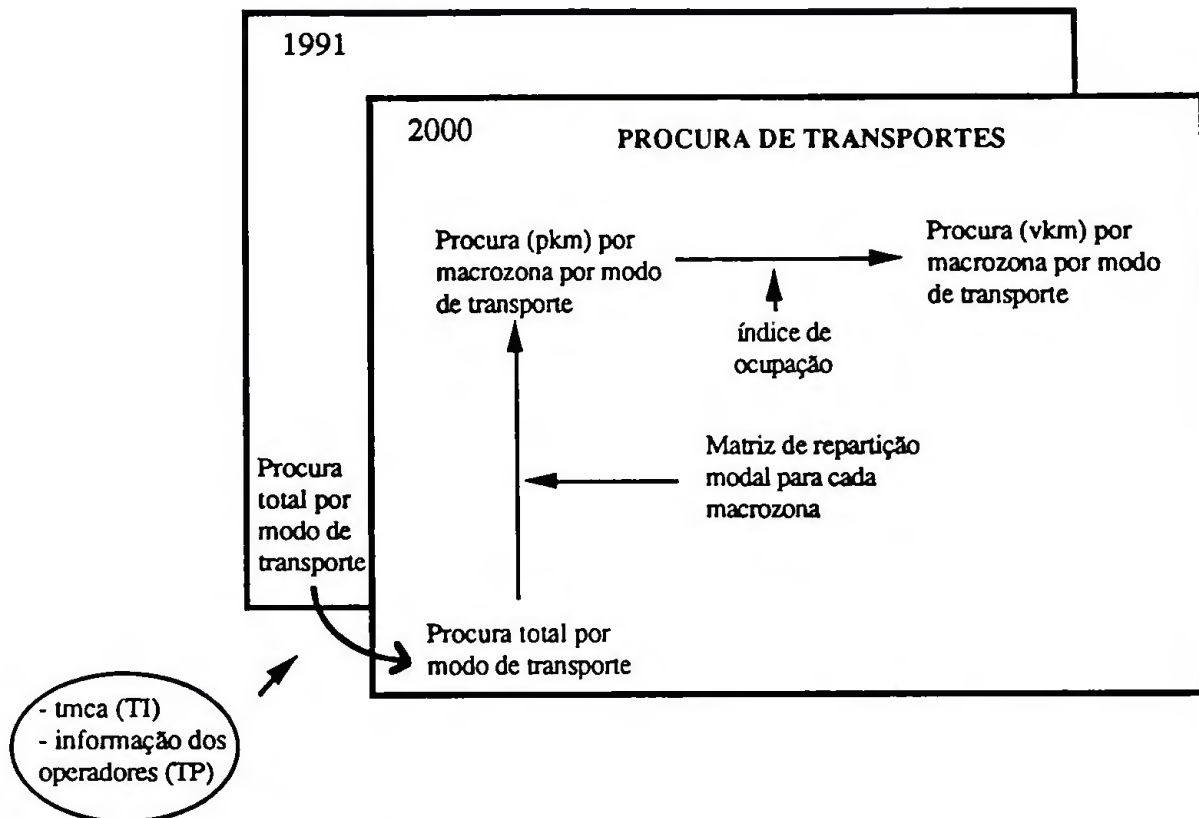 1991
2000
PROCURA DE TRANSPORTES
Procura (pkm) por
macrozona por modo
de transporte
Procura (vkm) por
macrozona por modo
de transporte
índice de
ocupação
Matriz de repartição
modal para cada
macrozona
Procura
total por
modo de
transporte
Procura total por
modo de transporte
- tmca (TI)
- informação dos
operadores (TP)